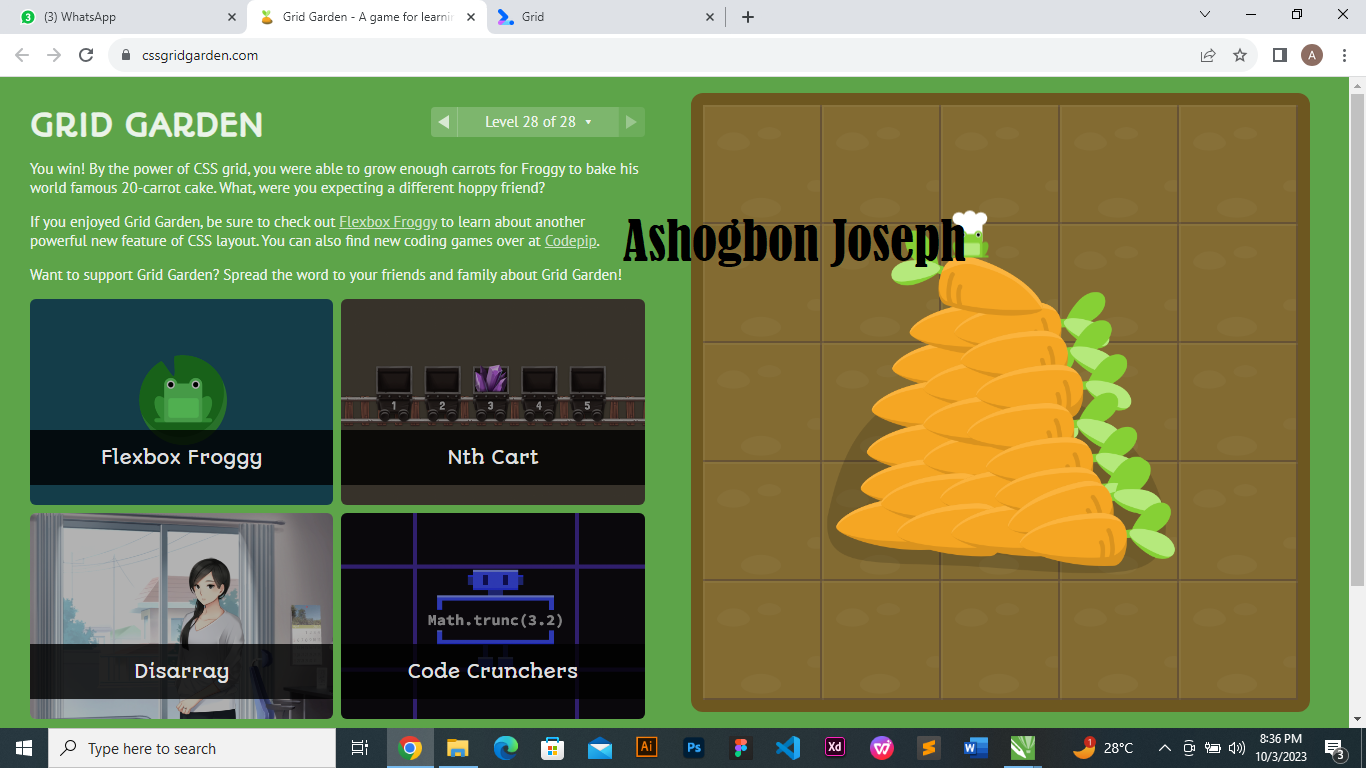 (3) WhatsApp
Grid Garden - A game for learnin
Grid
cssgridgarden.com
A
GRID GARDEN
Level 28 of 28
You win! By the power of CSS grid, you were able to grow enough carrots for Froggy to bake his
world famous 20-carrot cake. What, were you expecting a different hoppy friend?
If you enjoyed Grid Garden, be sure to check out Flexbox Froggy to learn about another
powerful new feature of CSS layout. You can also find new coding games over at Codepip.
Want to support Grid Garden? Spread the word to your friends and family about Grid Garden!
Ashogbon Joseph
1 2 3 4 5
Flexbox Froggy
Nth Cart
Math.trunc(3.2)
Disarray
Code Crunchers
Type here to search
Ai
Ps
Xd
W
1
28°C
8:36 PM
10/3/2023
3